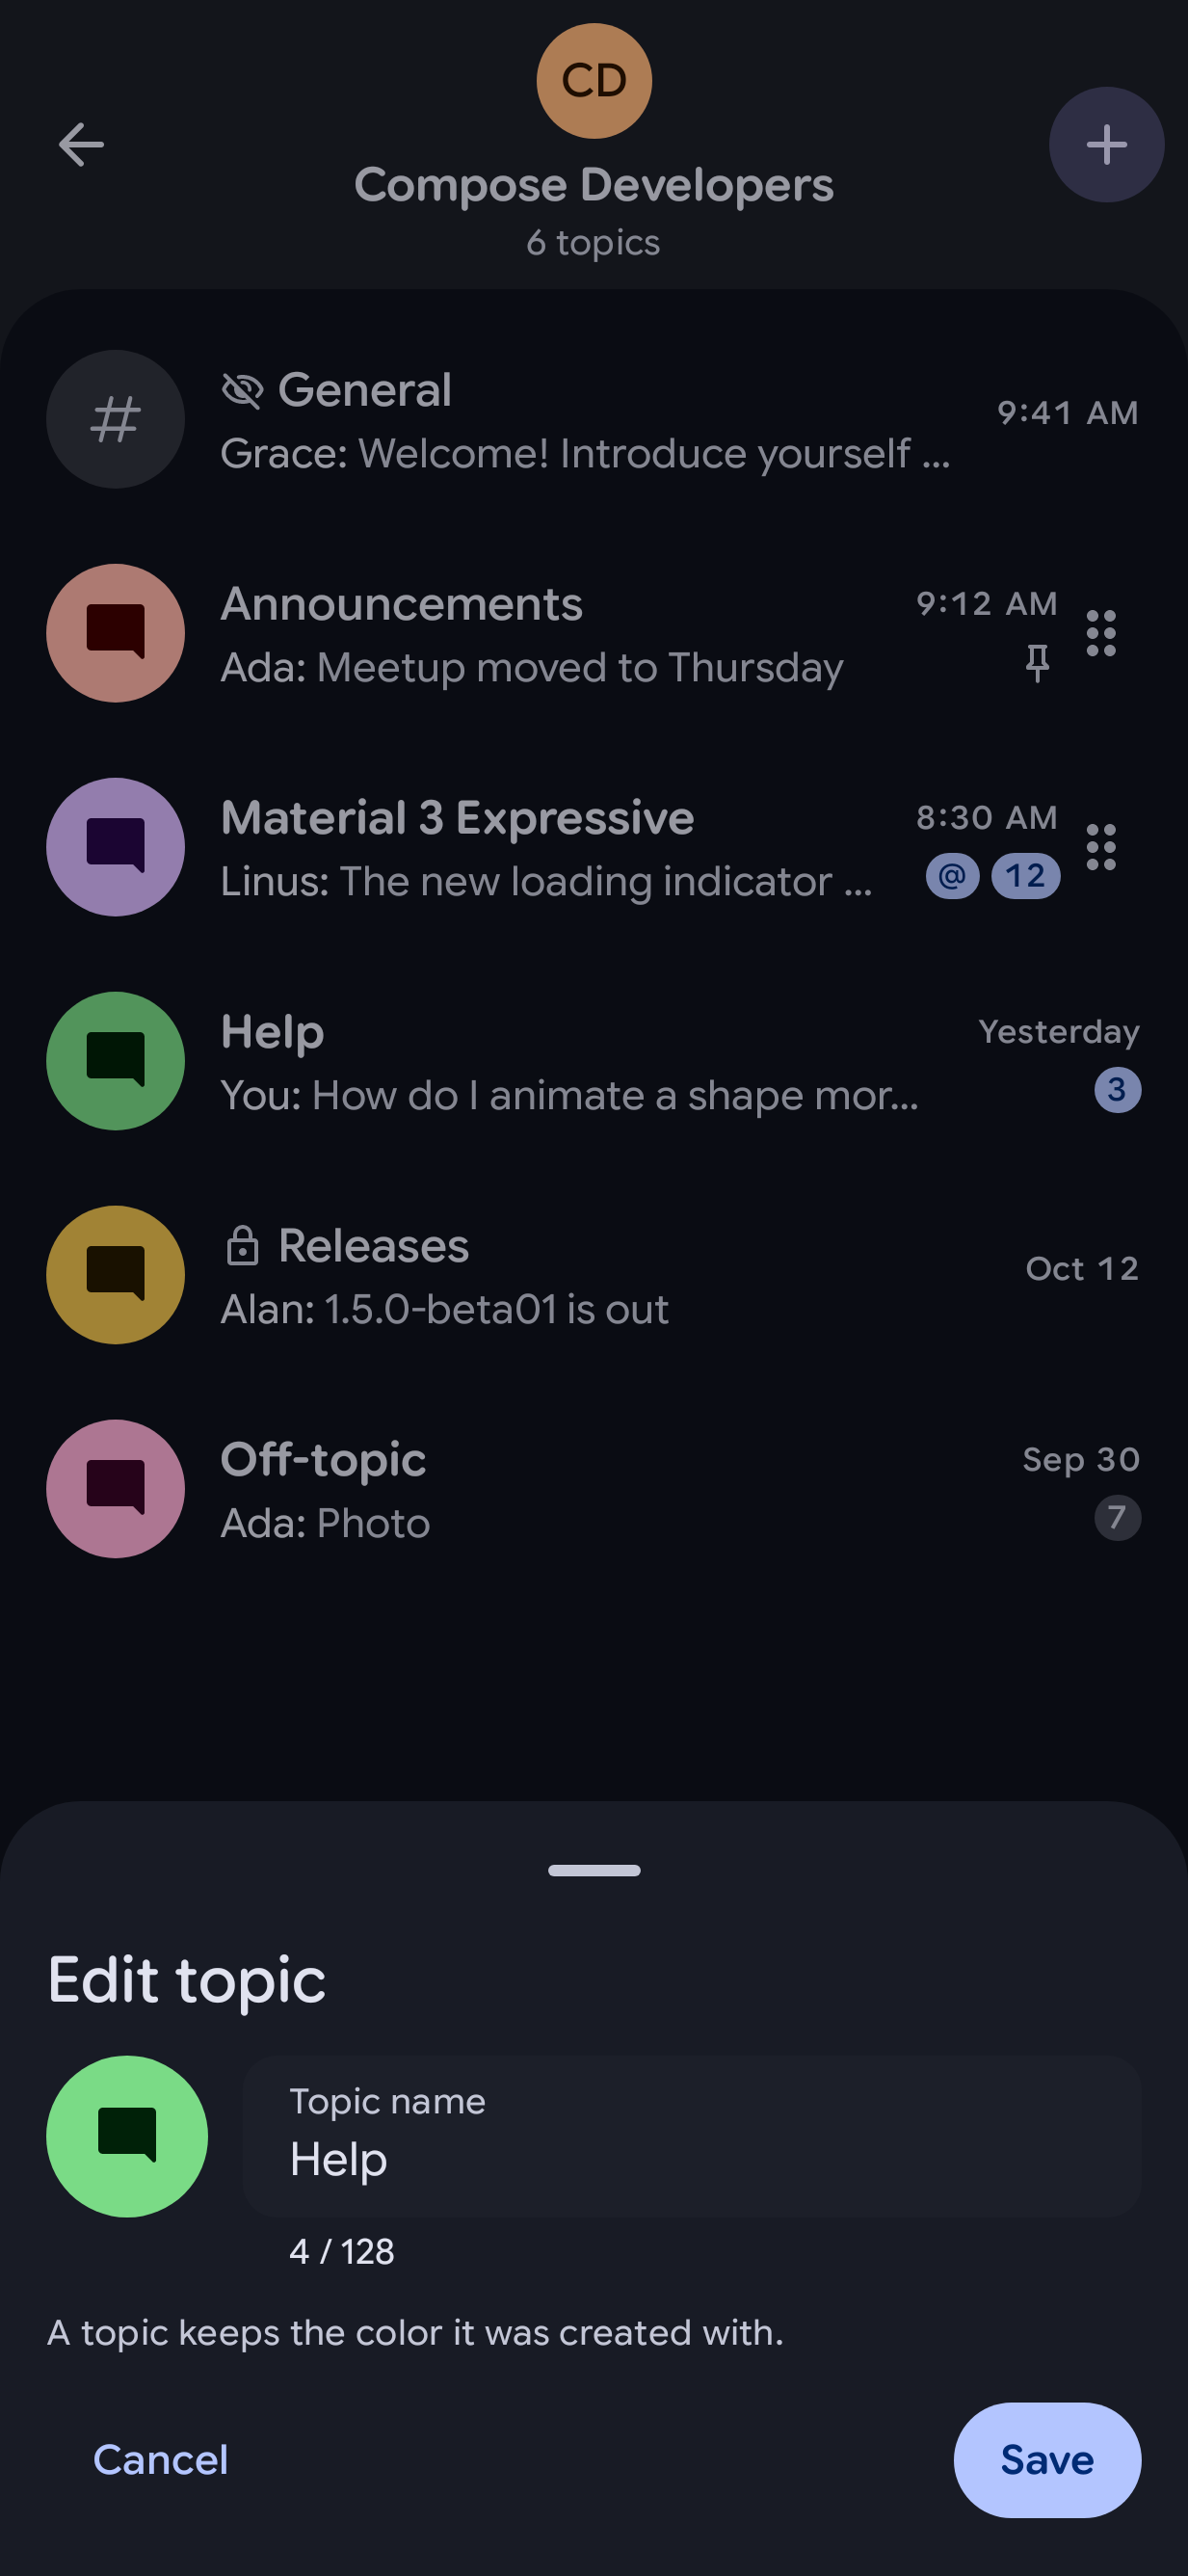 CD
Compose Developers
6 topics
General
9:41 AM
Grace: Welcome! Introduce yourself ...
Announcements
9:12 AM
Ada: Meetup moved to Thursday
Material 3 Expressive
8:30 AM
Linus: The new loading indicator ...
@ 12
Help
Yesterday
You: How do I animate a shape mor...
3
Releases
Oct 12
Alan: 1.5.0-beta01 is out
Off-topic
Sep 30
Ada: Photo
7
Edit topic
Topic name
Help
4 / 128
A topic keeps the color it was created with.
Cancel
Save